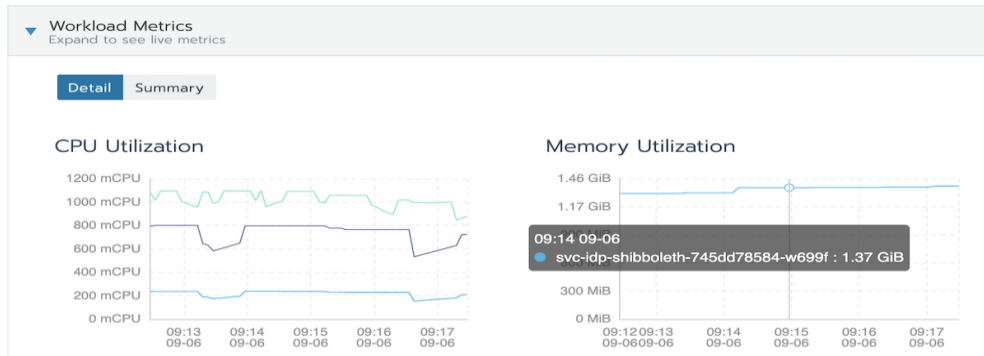 Workload Metrics
Expand to see live metrics
Detail Summary
CPU Utilization
1200 mCPU
1000 mCPU
800 mCPU
600 mCPU
400 mCPU
200 mCPU
0 mCPU
09:13 09:14 09:15 09:16 09:17
09-06 09-06 09-06 09-06 09-06
Memory Utilization
1.46 GiB
1.17 GiB
09:14 09-06
svc-idp-shibboleth-745dd78584-w699f : 1.37 GiB
300 MiB
0 MiB
09:12 09:13 09:14 09:15 09:16 09:17
09-06 09-06 09-06 09-06 09-06 09-06